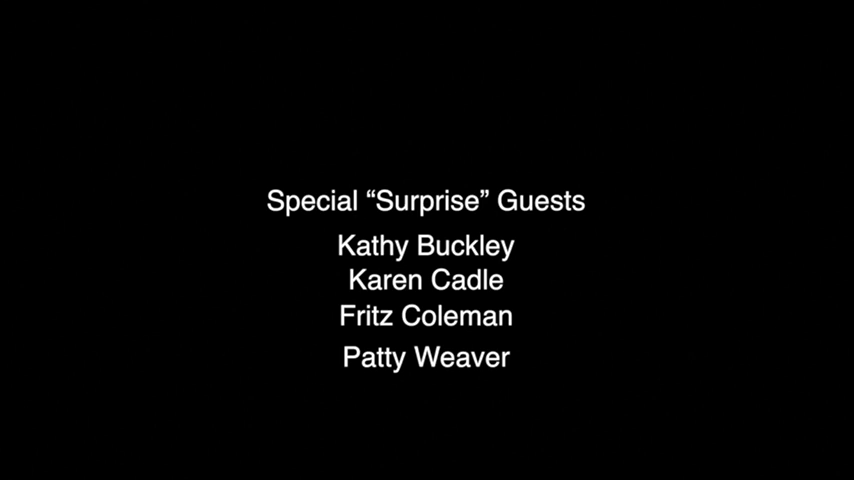 Special “Surprise” Guests
Kathy Buckley
Karen Cadle
Fritz Coleman
Patty Weaver